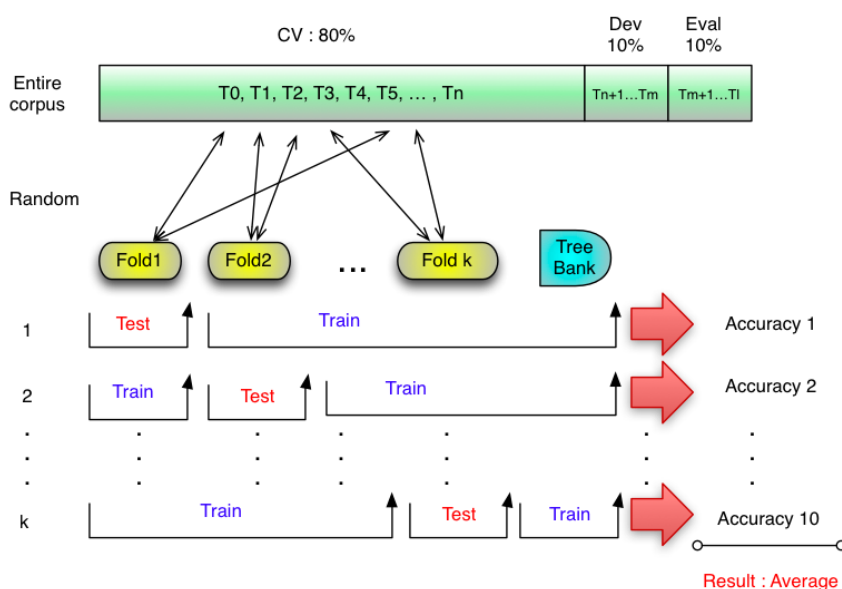 CV : 80%
Dev
10%
Eval
10%
Entire
corpus
T0, T1, T2, T3, T4, T5, ... , Tn
Tn+1...Tm
Tm+1...Tl
Random
Fold1
Fold2
...
Fold k
Tree
Bank
1
Test
Train
Accuracy 1
2
Train
Test
Train
Accuracy 2
k
Train
Test
Train
Accuracy 10
Result : Average